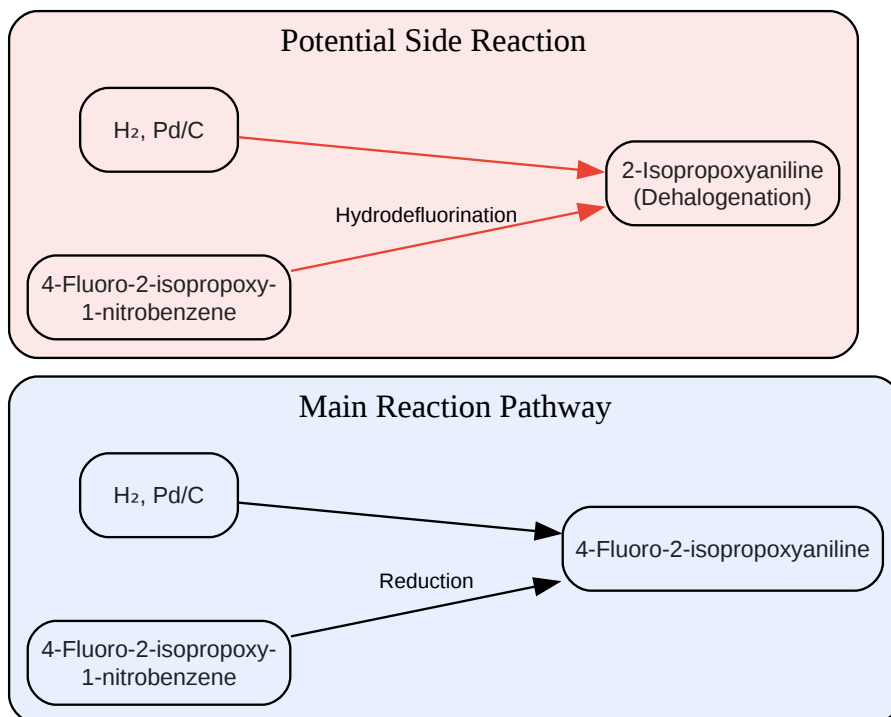 Potential Side Reaction
H₂, Pd/C
2-Isopropoxyaniline
(Dehalogenation)
Hydrodefluorination
4-Fluoro-2-isopropoxy-
1-nitrobenzene
Main Reaction Pathway
H₂, Pd/C
4-Fluoro-2-isopropoxyaniline
Reduction
4-Fluoro-2-isopropoxy-
1-nitrobenzene